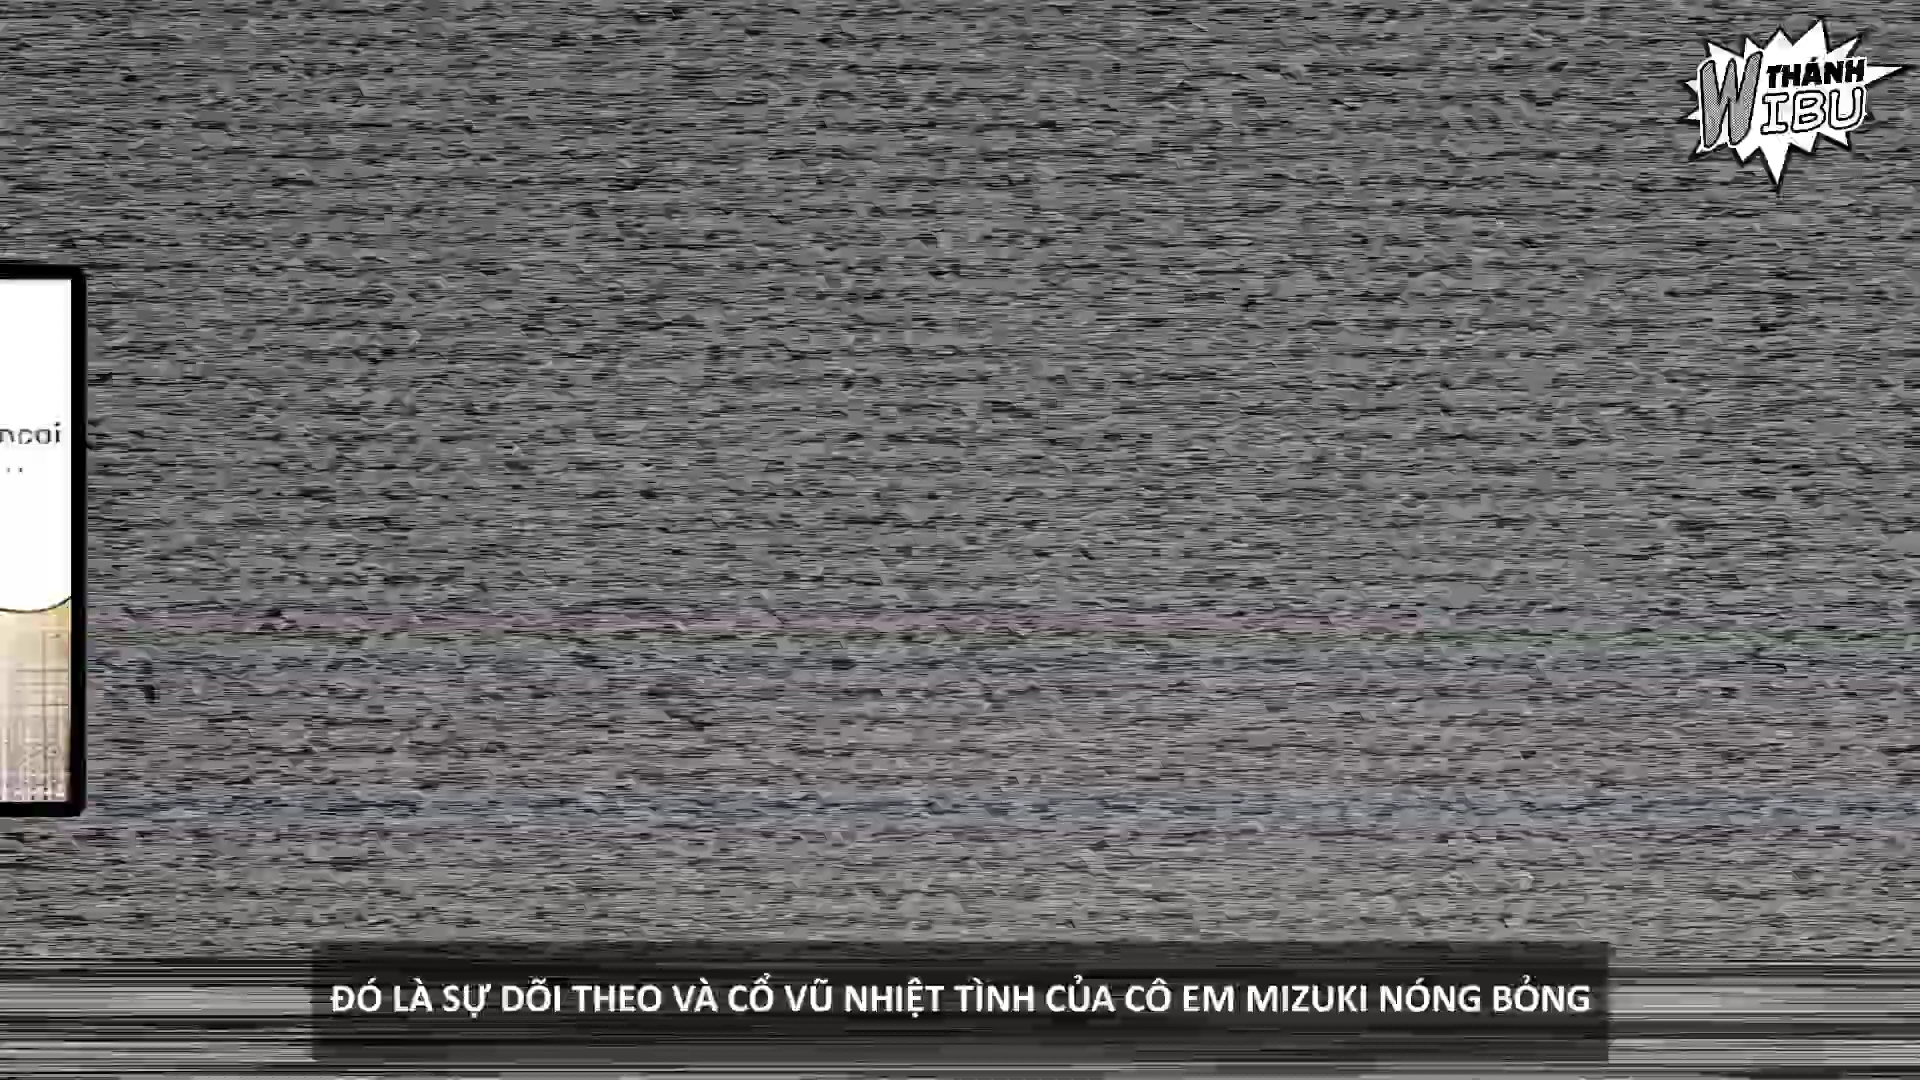 THÁNH
WIBU
ĐÓ LÀ SỰ DÕI THEO VÀ CỔ VŨ NHIỆT TÌNH CỦA CÔ EM MIZUKI NÓNG BỎNG